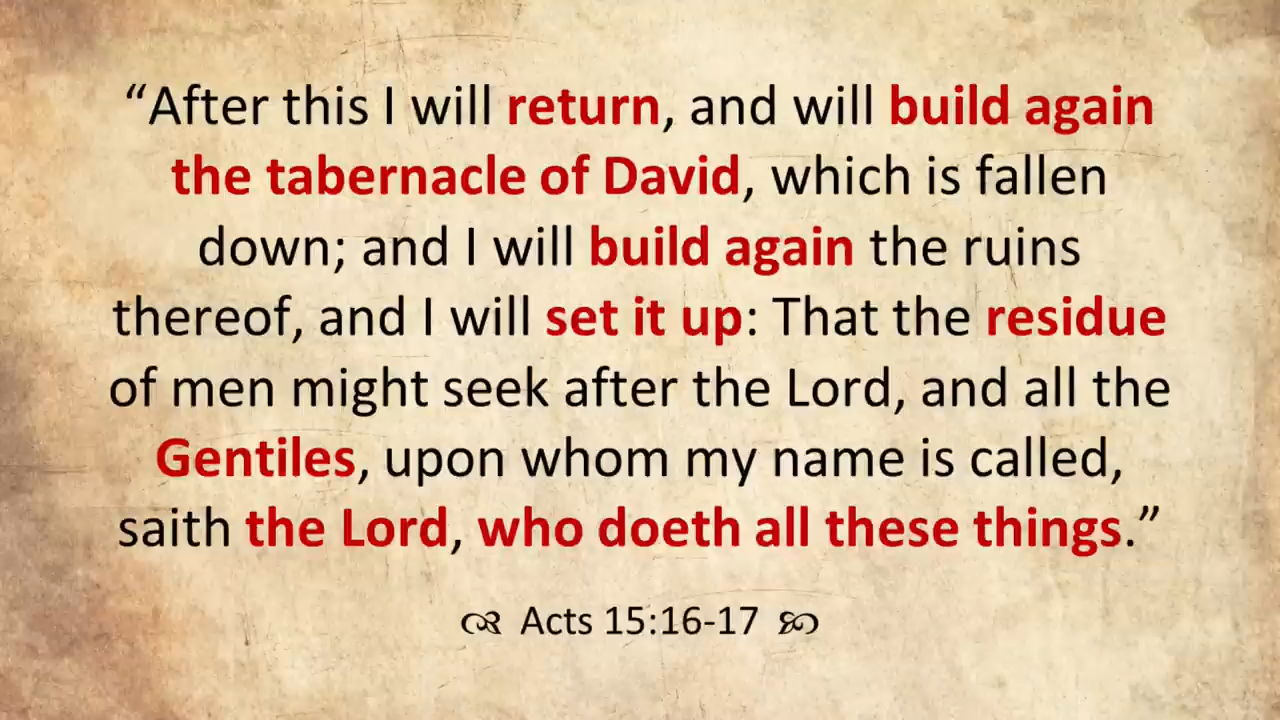 “After this I will return, and will build again
the tabernacle of David, which is fallen
down; and I will build again the ruins
thereof, and I will set it up: That the residue
of men might seek after the Lord, and all the
Gentiles, upon whom my name is called,
saith the Lord, who doeth all these things.”
Acts 15:16-17